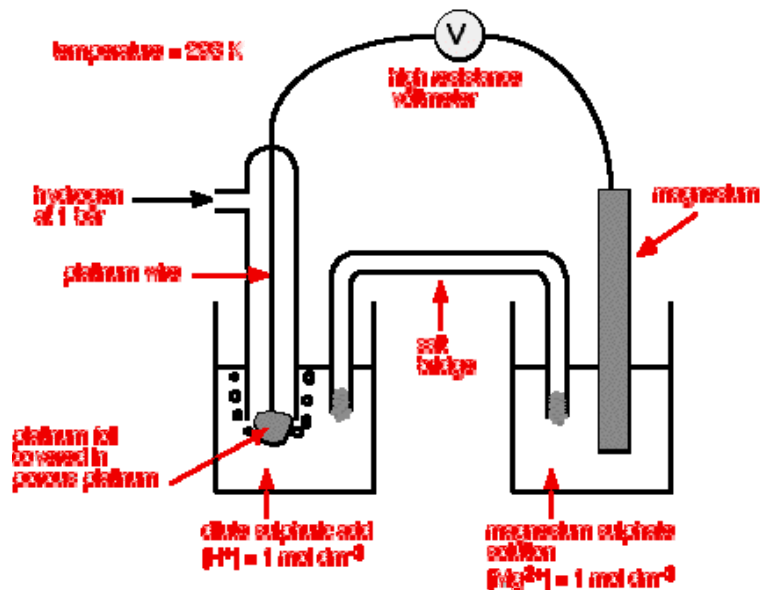 temperature = 298 K
V
high resistance
voltmeter
hydrogen
at 1 bar
magnesium
platinum wire
salt
bridge
platinum foil
covered in
porous platinum
dilute sulphuric acid
[H+] = 1 mol dm-3
magnesium sulphate
solution
[Mg2+] = 1 mol dm-3